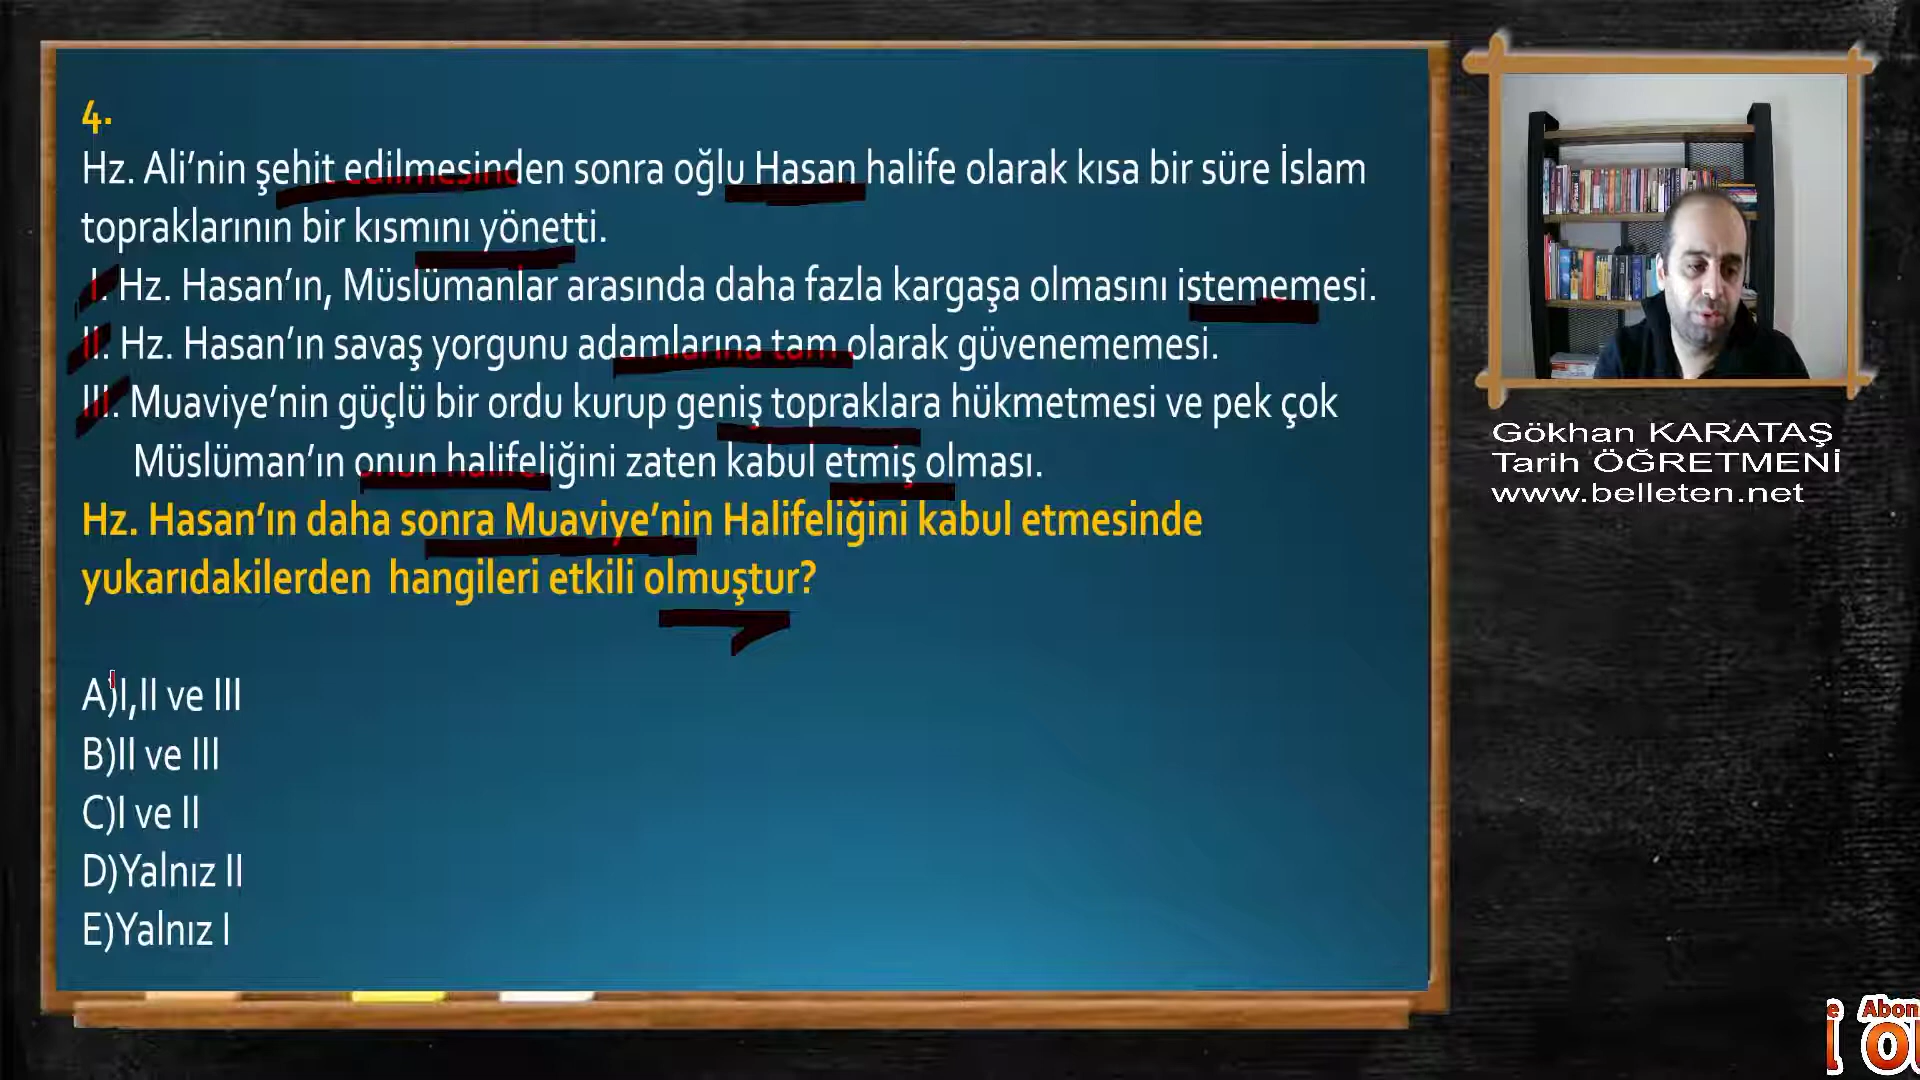 4.
Hz. Ali’nin şehit edilmesinden sonra oğlu Hasan halife olarak kısa bir süre İslam
topraklarının bir kısmını yönetti.
I. Hz. Hasan’ın, Müslümanlar arasında daha fazla kargaşa olmasını istememesi.
II. Hz. Hasan’ın savaş yorgunu adamlarına tam olarak güvenememesi.
III. Muaviye’nin güçlü bir ordu kurup geniş topraklara hükmetmesi ve pek çok
Müslüman’ın onun halifeliğini zaten kabul etmiş olması.
Hz. Hasan’ın daha sonra Muaviye’nin Halifeliğini kabul etmesinde
yukarıdakilerden hangileri etkili olmuştur?
A)I,II ve III
B)II ve III
C)I ve II
D)Yalnız II
E)Yalnız I
Gökhan KARATAŞ
Tarih ÖĞRETMENİ
www.belleten.net